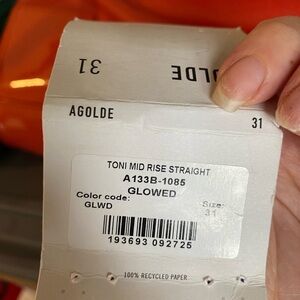 31 OLDE
AGOLDE 31
TONI MID RISE STRAIGHT
A133B-1085
GLOWED
Color code: Size:
GLWD 31
193693 092725
100% RECYCLED PAPER